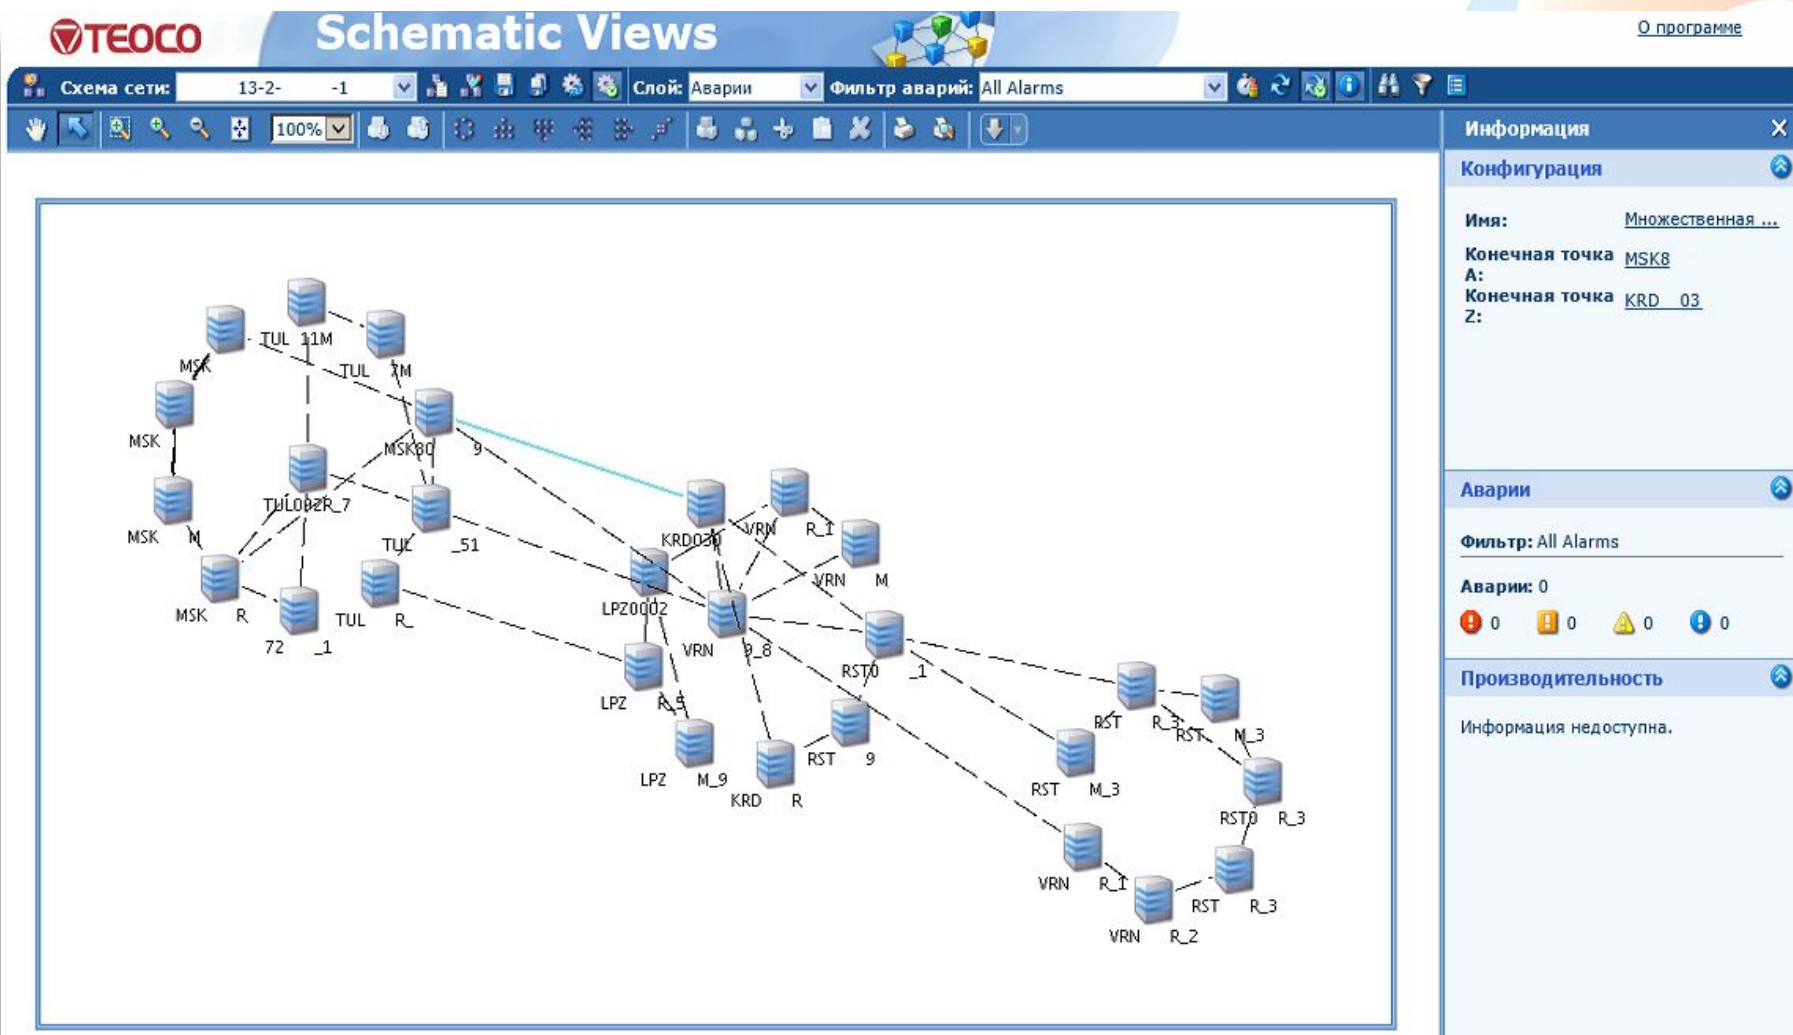 TEOCO
Schematic Views
О программе
Схема сети: 13-2- -1 Слой: Аварии Фильтр аварий: All Alarms
100%
Информация
Конфигурация
Имя: Множественная ...
Конечная точка A: MSK8
Конечная точка Z: KRD 03
Аварии
Фильтр: All Alarms
Аварии: 0
0 0 0 0
Производительность
Информация недоступна.
TUL 11M
MSK
TUL 7M
MSK
MSK80 9
TUL092R_7
MSK M
TUL _51
KRD030
VRN R_1
VRN M
LPZ0002
MSK R
TUL R_
72 _1
VRN 9_8
RST0 _1
LPZ R_5
RST R_3
RST M_3
RST 9
LPZ M_9
KRD R
RST M_3
RST0 R_3
VRN R_1
RST R_3
VRN R_2